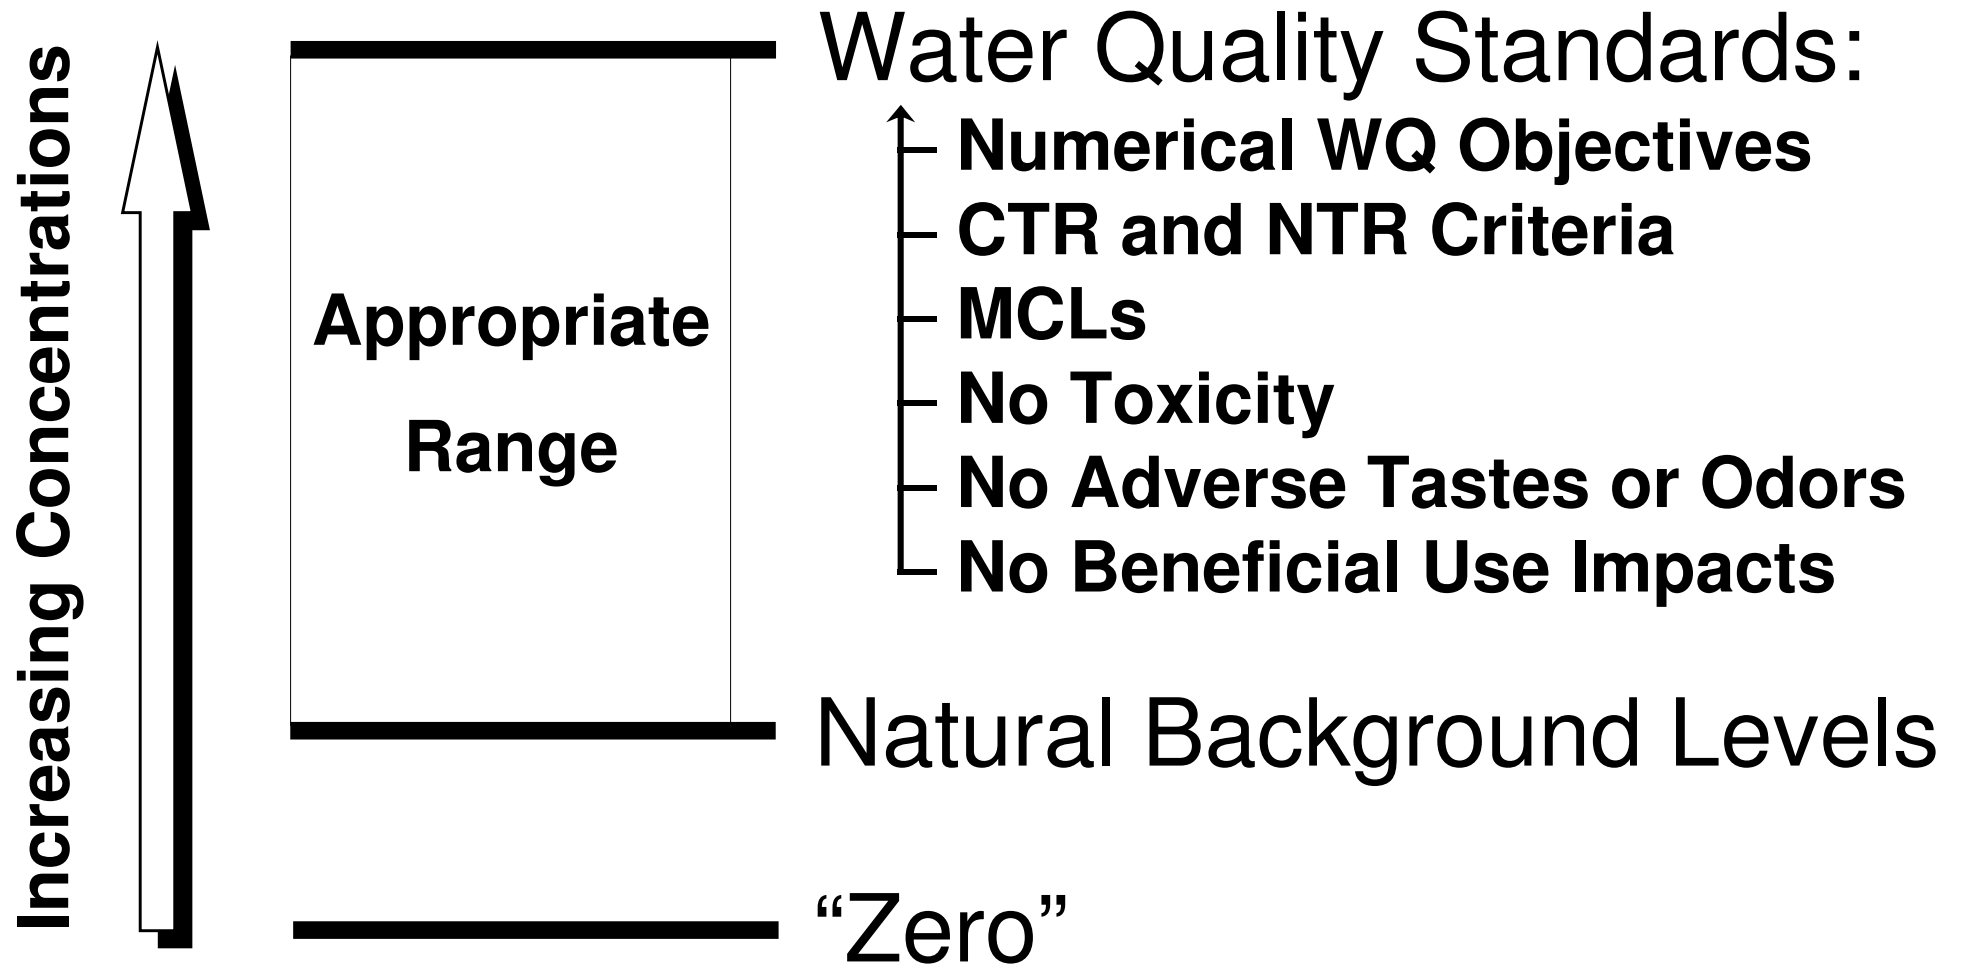 Increasing Concentrations
Appropriate
Range
Water Quality Standards:
Numerical WQ Objectives
CTR and NTR Criteria
MCLs
No Toxicity
No Adverse Tastes or Odors
No Beneficial Use Impacts
Natural Background Levels
“Zero”